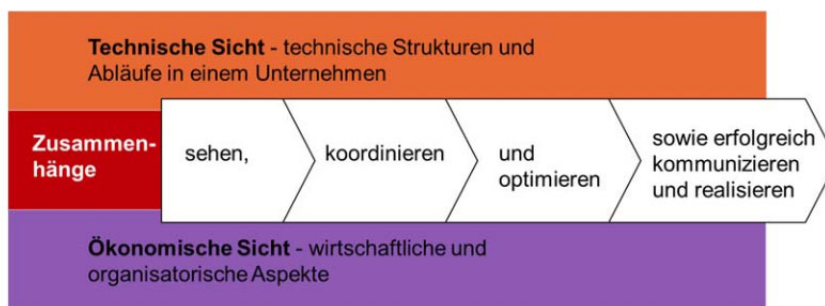 Technische Sicht - technische Strukturen und
Abläufe in einem Unternehmen
Zusammen-
hänge
sehen,
koordinieren
und
optimieren
sowie erfolgreich
kommunizieren
und realisieren
Ökonomische Sicht - wirtschaftliche und
organisatorische Aspekte